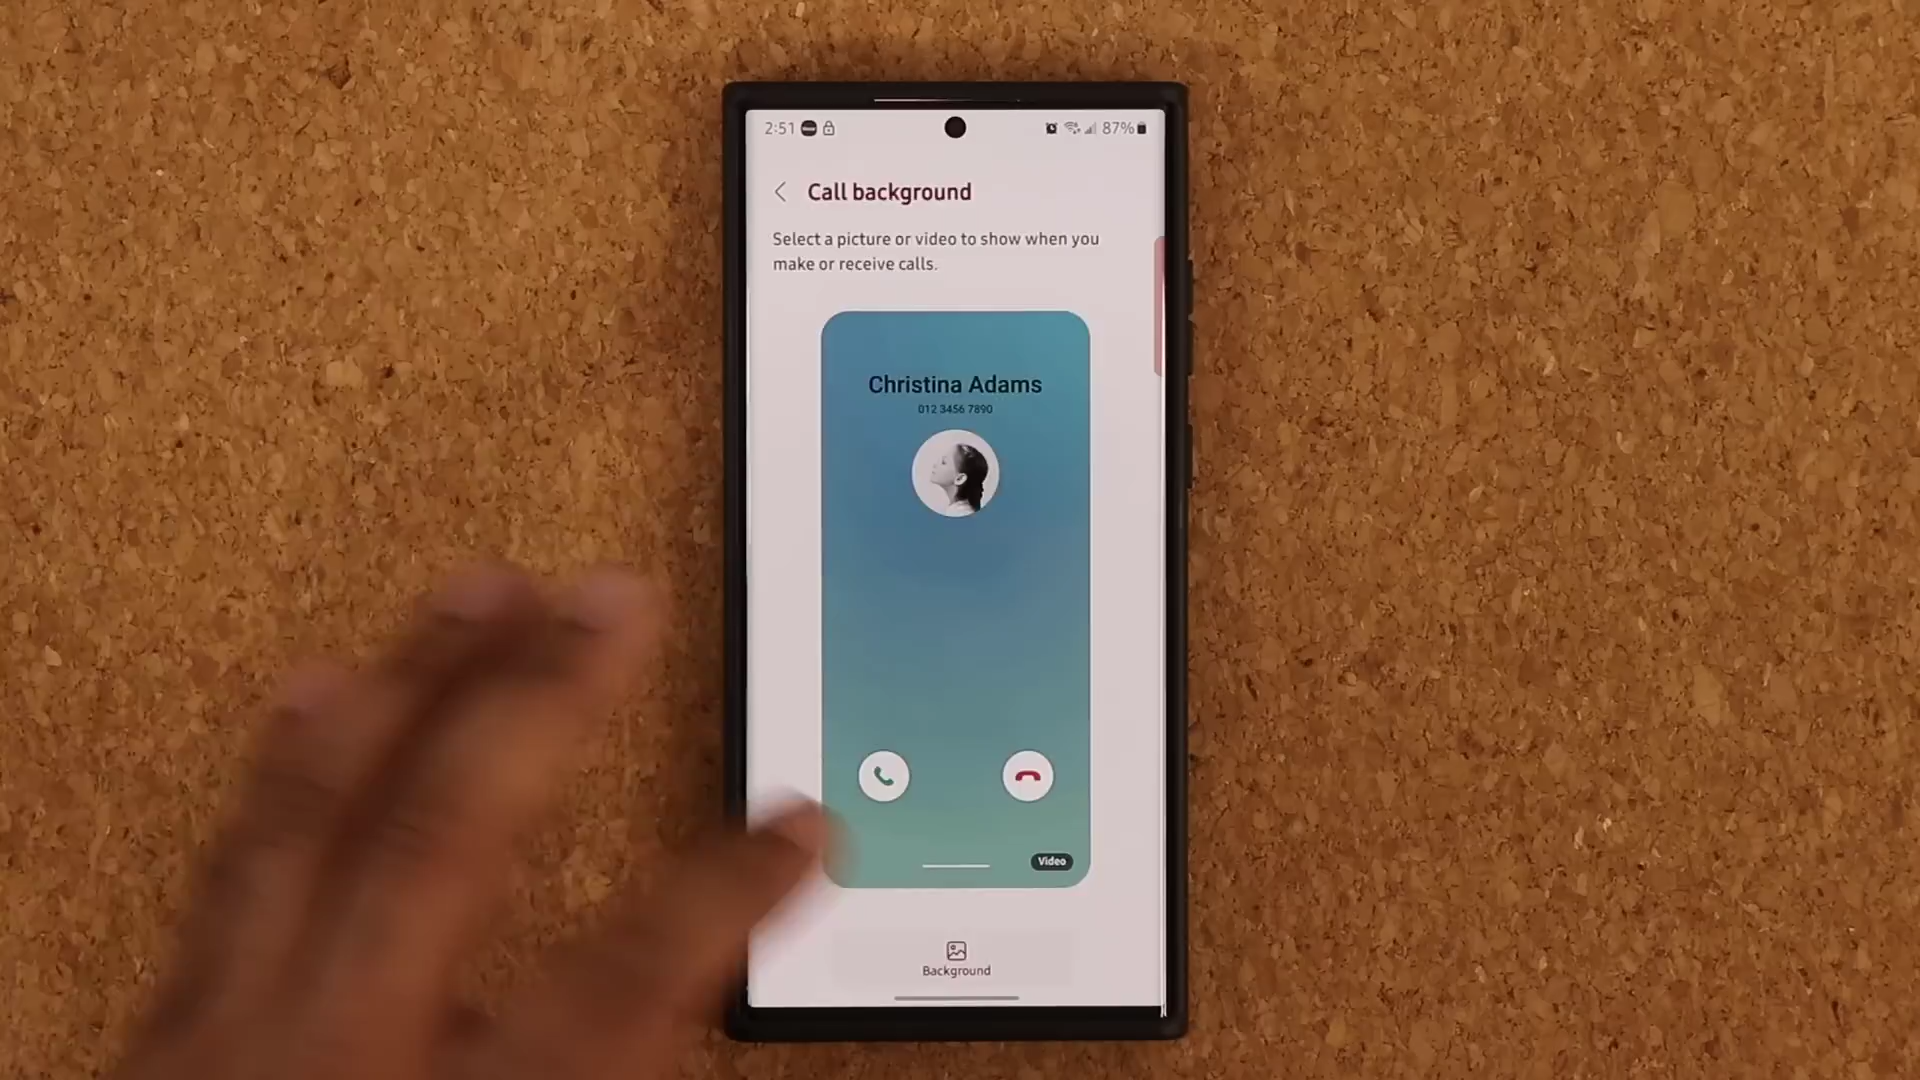 2:51
87%
Call background
Select a picture or video to show when you
make or receive calls.
Christina Adams
012 3456 7890
Video
Background